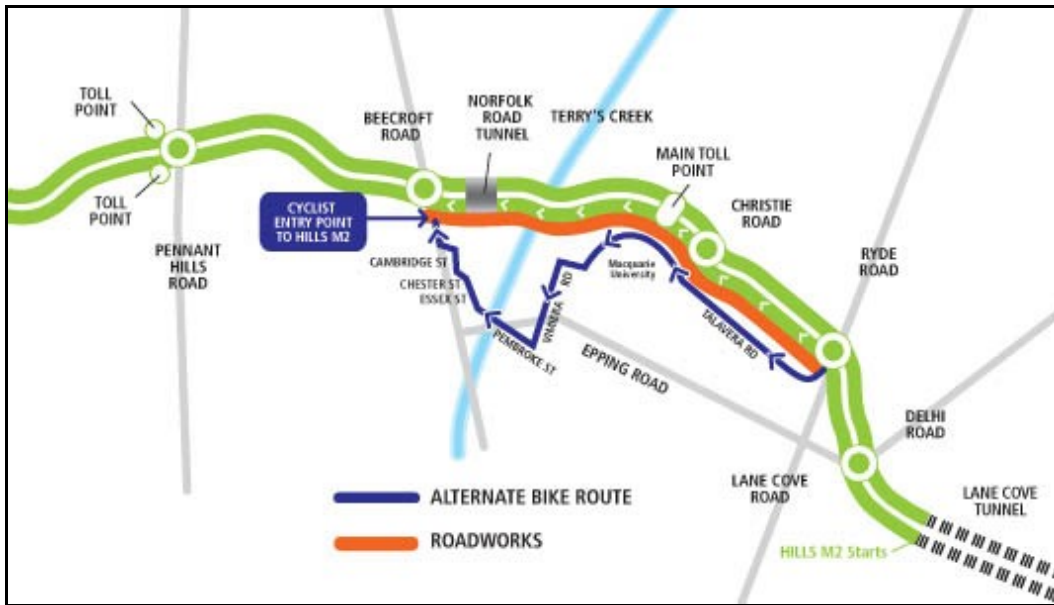 TOLL
POINT
TOLL
POINT
PENNANT
HILLS
ROAD
BEECROFT
ROAD
NORFOLK
ROAD
TUNNEL
TERRY'S CREEK
MAIN TOLL
POINT
CHRISTIE
ROAD
RYDE
ROAD
CYCLIST
ENTRY POINT
TO HILLS M2
CAMBRIDGE ST
CHESTER ST
ESSEX ST
PEMBROKE ST
VIMIERA RD
Macquarie
University
TALAVERA RD
EPPING ROAD
DELHI
ROAD
LANE COVE
ROAD
LANE COVE
TUNNEL
HILLS M2 Starts
ALTERNATE BIKE ROUTE
ROADWORKS